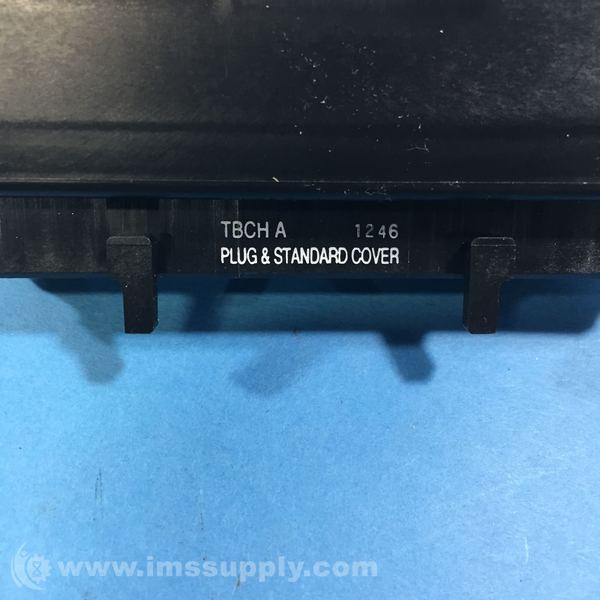 TBCH A 1246
PLUG & STANDARD COVER
www.imssupply.com